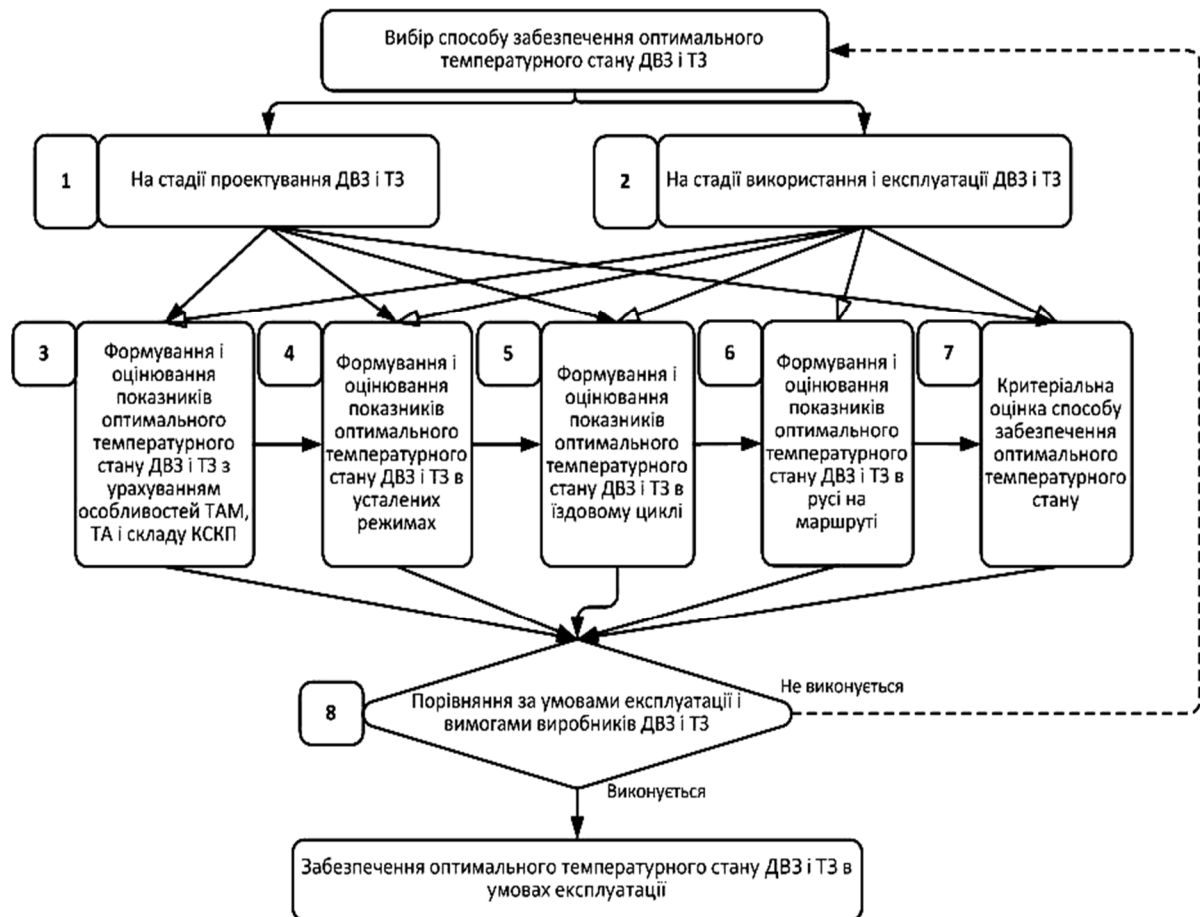 Вибір способу забезпечення оптимального
температурного стану ДВЗ і ТЗ
1
На стадії проектування ДВЗ і ТЗ
2
На стадії використання і експлуатації ДВЗ і ТЗ
3
Формування і
оцінювання
показників
оптимального
температурного
стану ДВЗ і ТЗ з
урахуванням
особливостей ТАМ,
ТА і складу КСКП
4
Формування і
оцінювання
показників
оптимального
температурного
стану ДВЗ і ТЗ в
усталених
режимах
5
Формування і
оцінювання
показників
оптимального
температурного
стану ДВЗ і ТЗ в
їздовому циклі
6
Формування і
оцінювання
показників
оптимального
температурного
стану ДВЗ і ТЗ в
русі на
маршруті
7
Критеріальна
оцінка способу
забезпечення
оптимального
температурного
стану
8
Порівняння за умовами експлуатації і
вимогами виробників ДВЗ і ТЗ
Не виконується
Виконується
Забезпечення оптимального температурного стану ДВЗ і ТЗ в
умовах експлуатації